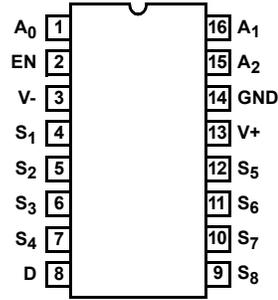 A0 1 16 A1
EN 2 15 A2
V- 3 14 GND
S1 4 13 V+
S2 5 12 S5
S3 6 11 S6
S4 7 10 S7
D 8 9 S8